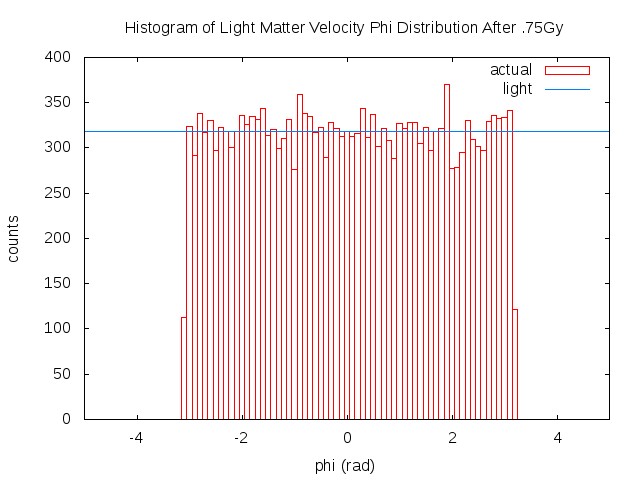 Histogram of Light Matter Velocity Phi Distribution After .75Gy
400
350
300
250
200
150
100
50
0
counts
actual
light
-4 -2 0 2 4
phi (rad)